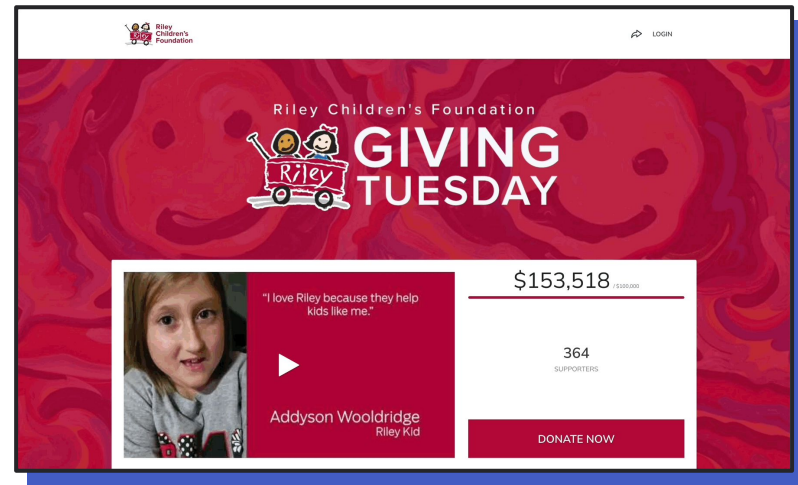 Riley
Children's
Foundation
LOGIN
Riley Children's Foundation
GIVING
TUESDAY
Riley
"I love Riley because they help
kids like me."
Addyson Wooldridge
Riley Kid
$153,518 / $100,000
364
SUPPORTERS
DONATE NOW